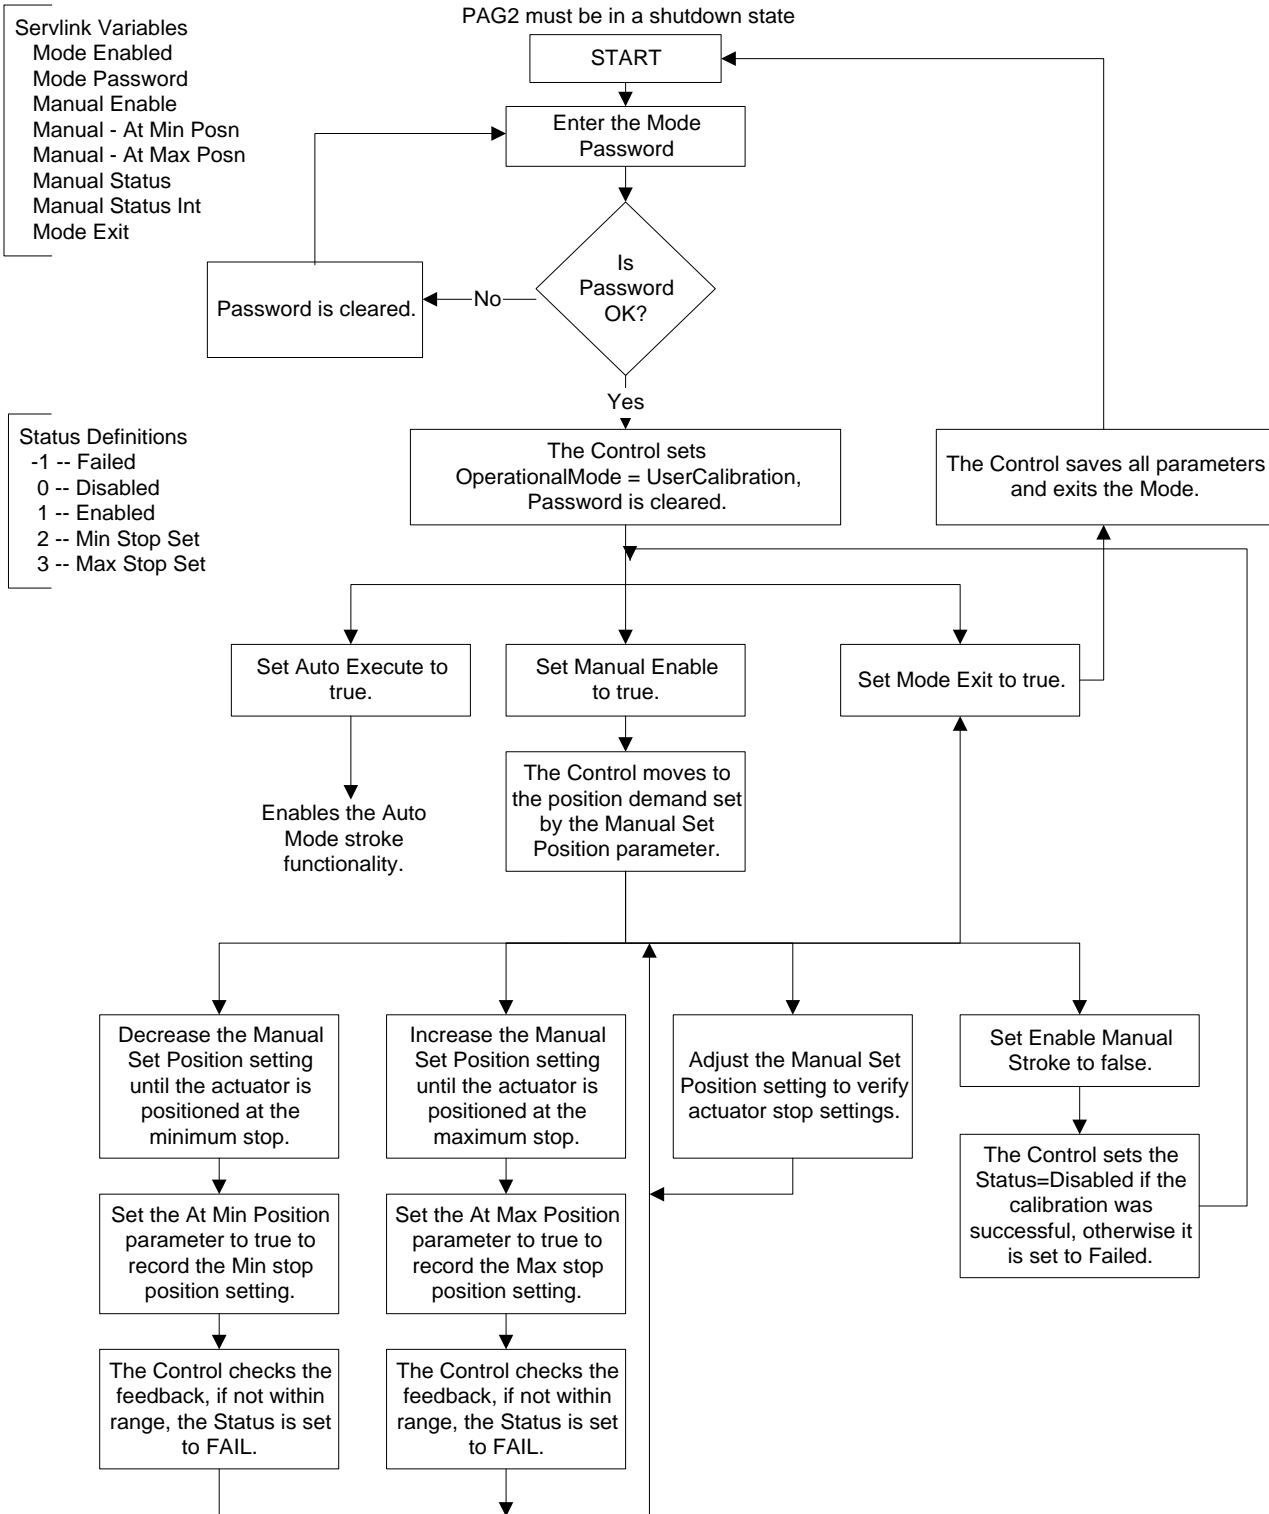 PAG2 must be in a shutdown state
Servlink Variables
Mode Enabled
Mode Password
Manual Enable
Manual - At Min Posn
Manual - At Max Posn
Manual Status
Manual Status Int
Mode Exit
START
Enter the Mode
Password
Is
Password
OK?
No
Password is cleared.
Yes
Status Definitions
-1 -- Failed
0 -- Disabled
1 -- Enabled
2 -- Min Stop Set
3 -- Max Stop Set
The Control sets
OperationalMode = UserCalibration,
Password is cleared.
The Control saves all parameters
and exits the Mode.
Set Auto Execute to
true.
Set Manual Enable
to true.
Set Mode Exit to true.
Enables the Auto
Mode stroke
functionality.
The Control moves to
the position demand set
by the Manual Set
Position parameter.
Decrease the Manual
Set Position setting
until the actuator is
positioned at the
minimum stop.
Increase the Manual
Set Position setting
until the actuator is
positioned at the
maximum stop.
Adjust the Manual Set
Position setting to verify
actuator stop settings.
Set Enable Manual
Stroke to false.
Set the At Min Position
parameter to true to
record the Min stop
position setting.
Set the At Max Position
parameter to true to
record the Max stop
position setting.
The Control sets the
Status=Disabled if the
calibration was
successful, otherwise it
is set to Failed.
The Control checks the
feedback, if not within
range, the Status is set
to FAIL.
The Control checks the
feedback, if not within
range, the Status is set
to FAIL.